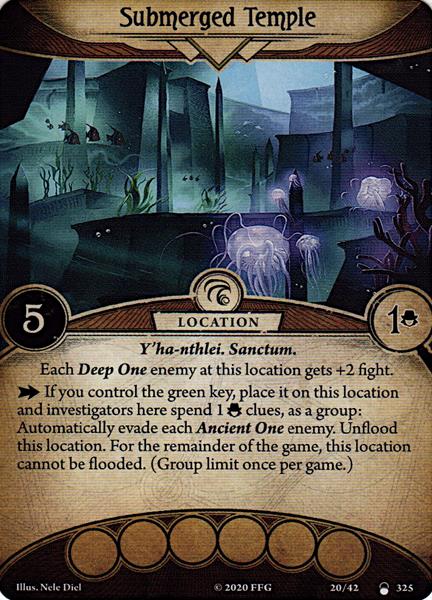 Submerged Temple
5
LOCATION
1
Y'ha-nthlei. Sanctum.
Each Deep One enemy at this location gets +2 fight.
If you control the green key, place it on this location
and investigators here spend 1 clues, as a group:
Automatically evade each Ancient One enemy. Unflood
this location. For the remainder of the game, this location
cannot be flooded. (Group limit once per game.)
Illus. Nele Diel
© 2020 FFG
20/42
325